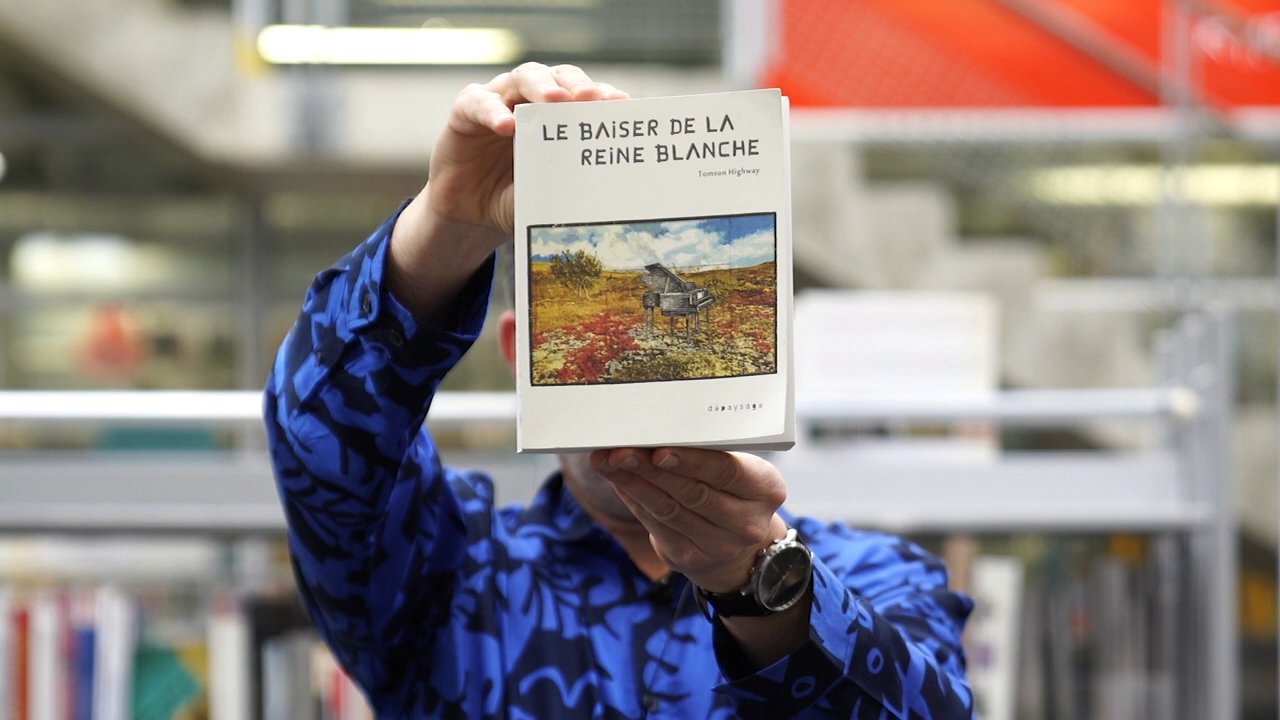 LE BAiSER DE LA
REiNE BLANCHE
Tomson Highway
dépaysage